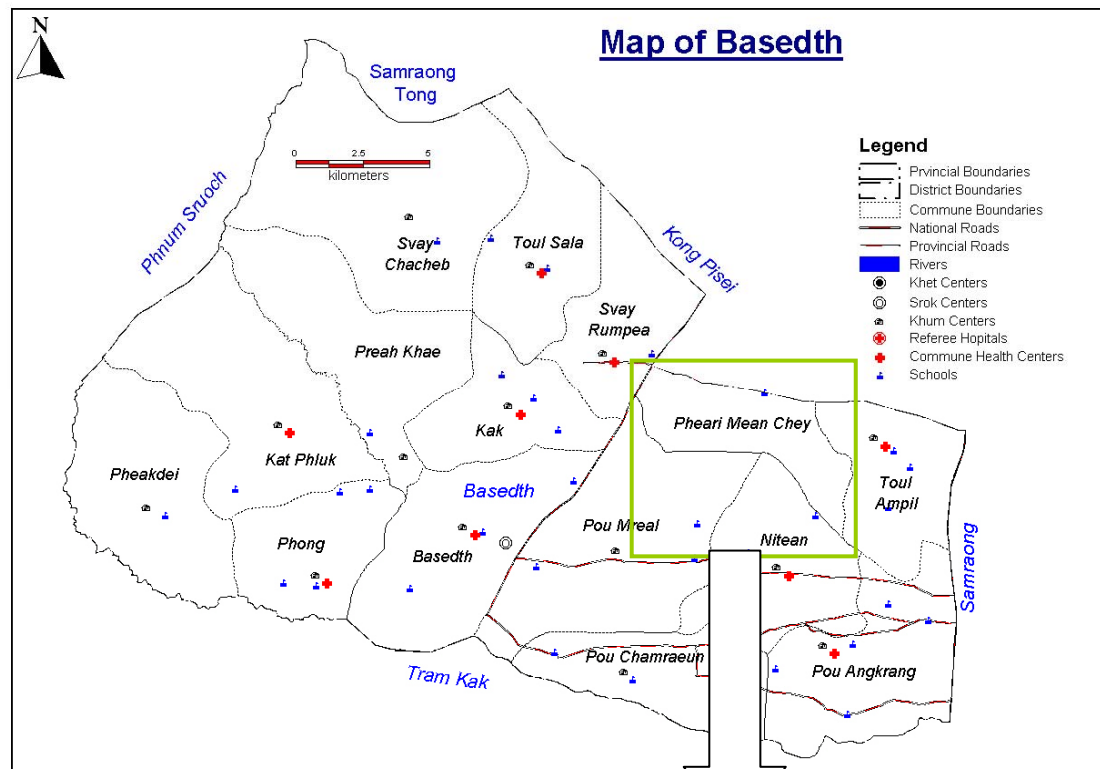 Map of Basedth
N
Samraong
Tong
0 2.5 5
kilometers
Phnum Sruoch
Kong Pisei
Legend
Prvincial Boundaries
District Boundaries
Commune Boundaries
National Roads
Provincial Roads
Rivers
Khet Centers
Srok Centers
Khum Centers
Referee Hopitals
Commune Health Centers
Schools
Svay
Chacheb
Toul Sala
Svay
Rumpea
Preah Khae
Kak
Pheari Mean Chey
Kat Phluk
Pheakdei
Toul
Ampil
Basedth
Pou Mreal
Nitean
Phong
Basedth
Samraong
Tram Kak
Pou Chamraeun
Pou Angkrang